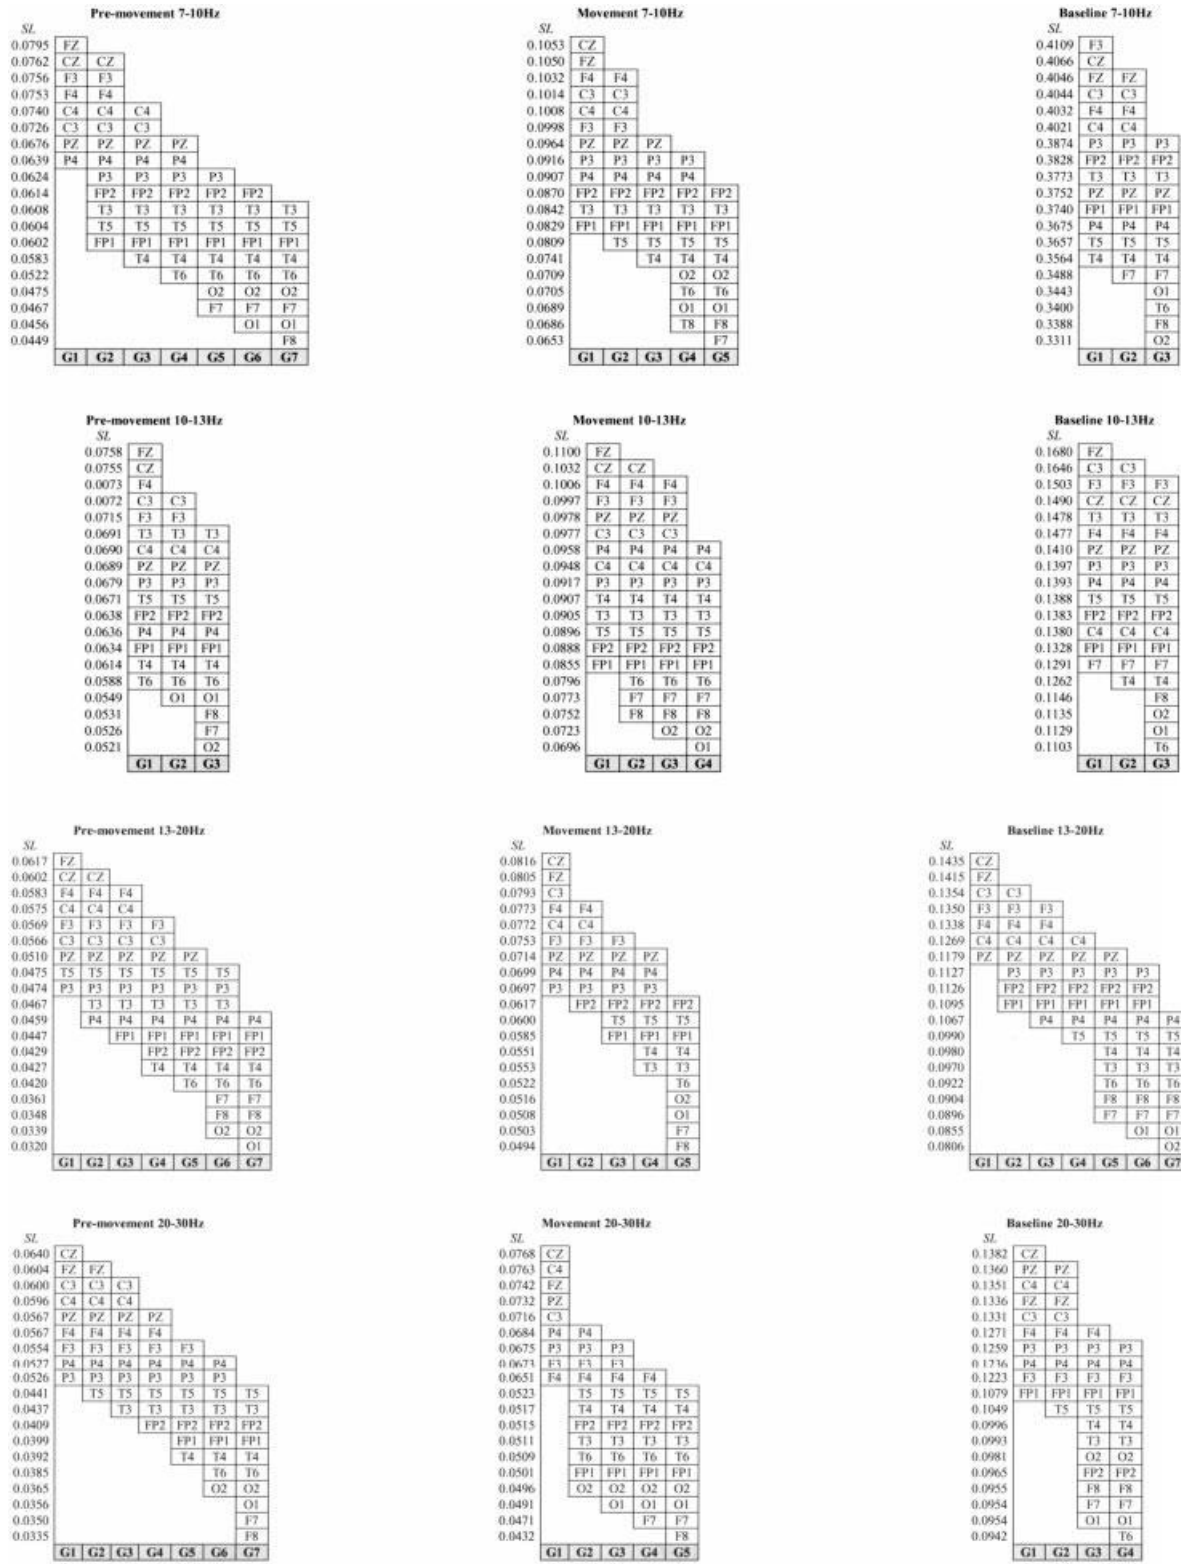 Pre-movement 7-10Hz
SL
0.0795 FZ
0.0762 CZ CZ
0.0756 F3 F3
0.0753 F4 F4
0.0740 C4 C4 C4
0.0726 C3 C3 C3
0.0676 PZ PZ PZ PZ
0.0639 P4 P4 P4 P4
0.0624 P3 P3 P3 P3
0.0614 FP2 FP2 FP2 FP2 FP2
0.0608 T3 T3 T3 T3 T3 T3
0.0604 T5 T5 T5 T5 T5 T5
0.0602 FP1 FP1 FP1 FP1 FP1 FP1
0.0583 T4 T4 T4 T4 T4
0.0522 T6 T6 T6 T6
0.0475 O2 O2 O2
0.0467 F7 F7 F7
0.0456 O1 O1
0.0449 F8
G1 G2 G3 G4 G5 G6 G7
Movement 7-10Hz
SL
0.1053 CZ
0.1050 FZ
0.1032 F4 F4
0.1014 C3 C3
0.1008 C4 C4
0.0998 F3 F3
0.0964 PZ PZ PZ
0.0916 P3 P3 P3 P3
0.0907 P4 P4 P4 P4
0.0870 FP2 FP2 FP2 FP2 FP2
0.0842 T3 T3 T3 T3 T3
0.0829 FP1 FP1 FP1 FP1 FP1
0.0809 T5 T5 T5 T5
0.0741 T4 T4 T4
0.0709 O2 O2
0.0705 T6 T6
0.0689 O1 O1
0.0686 T8 F8
0.0653 F7
G1 G2 G3 G4 G5
Baseline 7-10Hz
SL
0.4109 F3
0.4066 CZ
0.4046 FZ FZ
0.4044 C3 C3
0.4032 F4 F4
0.4021 C4 C4
0.3874 P3 P3 P3
0.3828 FP2 FP2 FP2
0.3773 T3 T3 T3
0.3752 PZ PZ PZ
0.3740 FP1 FP1 FP1
0.3675 P4 P4 P4
0.3657 T5 T5 T5
0.3564 T4 T4 T4
0.3488 F7 F7
0.3443 O1
0.3400 T6
0.3388 F8
0.3311 O2
G1 G2 G3
Pre-movement 10-13Hz
SL
0.0758 FZ
0.0755 CZ
0.0073 F4
0.0072 C3 C3
0.0715 F3 F3
0.0691 T3 T3 T3
0.0690 C4 C4 C4
0.0689 PZ PZ PZ
0.0679 P3 P3 P3
0.0671 T5 T5 T5
0.0638 FP2 FP2 FP2
0.0636 P4 P4 P4
0.0634 FP1 FP1 FP1
0.0614 T4 T4 T4
0.0588 T6 T6 T6
0.0549 O1 O1
0.0531 F8
0.0526 F7
0.0521 O2
G1 G2 G3
Movement 10-13Hz
SL
0.1100 FZ
0.1032 CZ CZ
0.1006 F4 F4 F4
0.0997 F3 F3 F3
0.0978 PZ PZ PZ
0.0977 C3 C3 C3
0.0958 P4 P4 P4 P4
0.0948 C4 C4 C4 C4
0.0917 P3 P3 P3 P3
0.0907 T4 T4 T4 T4
0.0905 T3 T3 T3 T3
0.0896 T5 T5 T5 T5
0.0888 FP2 FP2 FP2 FP2
0.0855 FP1 FP1 FP1 FP1
0.0796 T6 T6 T6
0.0773 F7 F7 F7
0.0752 F8 F8 F8
0.0723 O2 O2
0.0696 O1
G1 G2 G3 G4
Baseline 10-13Hz
SL
0.1680 FZ
0.1646 C3 C3
0.1503 F3 F3 F3
0.1490 CZ CZ CZ
0.1478 T3 T3 T3
0.1477 F4 F4 F4
0.1410 PZ PZ PZ
0.1397 P3 P3 P3
0.1393 P4 P4 P4
0.1388 T5 T5 T5
0.1383 FP2 FP2 FP2
0.1380 C4 C4 C4
0.1328 FP1 FP1 FP1
0.1291 F7 F7 F7
0.1262 T4 T4
0.1146 F8
0.1135 O2
0.1129 O1
0.1103 T6
G1 G2 G3
Pre-movement 13-20Hz
SL
0.0617 FZ
0.0602 CZ CZ
0.0583 F4 F4 F4
0.0575 C4 C4 C4
0.0569 F3 F3 F3 F3
0.0566 C3 C3 C3 C3
0.0510 PZ PZ PZ PZ PZ
0.0475 T5 T5 T5 T5 T5 T5
0.0474 P3 P3 P3 P3 P3 P3
0.0467 T3 T3 T3 T3 T3
0.0459 P4 P4 P4 P4 P4 P4
0.0447 FP1 FP1 FP1 FP1 FP1
0.0429 FP2 FP2 FP2 FP2
0.0427 T4 T4 T4 T4
0.0420 T6 T6 T6
0.0361 F7 F7
0.0348 F8 F8
0.0339 O2 O2
0.0320 O1
G1 G2 G3 G4 G5 G6 G7
Movement 13-20Hz
SL
0.0816 CZ
0.0805 FZ
0.0793 C3
0.0773 F4 F4
0.0772 C4 C4
0.0753 F3 F3 F3
0.0714 PZ PZ PZ PZ
0.0699 P4 P4 P4 P4
0.0697 P3 P3 P3 P3
0.0617 FP2 FP2 FP2 FP2
0.0600 T5 T5 T5
0.0585 FP1 FP1 FP1
0.0551 T4 T4
0.0553 T3 T3
0.0522 T6
0.0516 O2
0.0508 O1
0.0503 F7
0.0494 F8
G1 G2 G3 G4 G5
Baseline 13-20Hz
SL
0.1435 CZ
0.1415 FZ
0.1354 C3 C3
0.1350 F3 F3 F3
0.1338 F4 F4 F4
0.1269 C4 C4 C4 C4
0.1179 PZ PZ PZ PZ PZ
0.1127 P3 P3 P3 P3 P3
0.1126 FP2 FP2 FP2 FP2 FP2
0.1095 FP1 FP1 FP1 FP1 FP1
0.1067 P4 P4 P4 P4 P4
0.0990 T5 T5 T5 T5
0.0980 T4 T4 T4
0.0970 T3 T3 T3
0.0922 T6 T6 T6
0.0904 F8 F8 F8
0.0896 F7 F7 F7
0.0855 O1 O1
0.0806 O2
G1 G2 G3 G4 G5 G6 G7
Pre-movement 20-30Hz
SL
0.0640 CZ
0.0604 FZ FZ
0.0600 C3 C3 C3
0.0596 C4 C4 C4
0.0567 PZ PZ PZ PZ
0.0567 F4 F4 F4 F4
0.0554 F3 F3 F3 F3 F3
0.0527 P4 P4 P4 P4 P4 P4
0.0526 P3 P3 P3 P3 P3 P3
0.0441 T5 T5 T5 T5 T5 T5
0.0437 T3 T3 T3 T3 T3
0.0409 FP2 FP2 FP2 FP2
0.0399 FP1 FP1 FP1
0.0392 T4 T4 T4
0.0385 T6 T6
0.0365 O2 O2
0.0356 O1
0.0350 F7
0.0335 F8
G1 G2 G3 G4 G5 G6 G7
Movement 20-30Hz
SL
0.0768 CZ
0.0763 C4
0.0742 FZ
0.0732 PZ
0.0716 C3
0.0684 P4 P4
0.0675 P3 P3 P3
0.0673 F3 F3 F3
0.0651 F4 F4 F4 F4
0.0523 T5 T5 T5 T5
0.0517 T4 T4 T4 T4
0.0515 FP2 FP2 FP2 FP2
0.0511 T3 T3 T3 T3
0.0509 T6 T6 T6 T6
0.0501 FP1 FP1 FP1 FP1
0.0496 O2 O2 O2 O2
0.0491 O1 O1 O1
0.0471 F7 F7
0.0432 F8
G1 G2 G3 G4 G5
Baseline 20-30Hz
SL
0.1382 CZ
0.1360 PZ PZ
0.1351 C4 C4
0.1336 FZ FZ
0.1331 C3 C3
0.1271 F4 F4 F4
0.1259 P3 P3 P3 P3
0.1236 P4 P4 P4 P4
0.1223 F3 F3 F3 F3
0.1079 FP1 FP1 FP1 FP1
0.1049 T5 T5 T5
0.0996 T4 T4
0.0993 T3 T3
0.0981 O2 O2
0.0965 FP2 FP2
0.0955 F8 F8
0.0954 F7 F7
0.0954 O1 O1
0.0942 T6
G1 G2 G3 G4